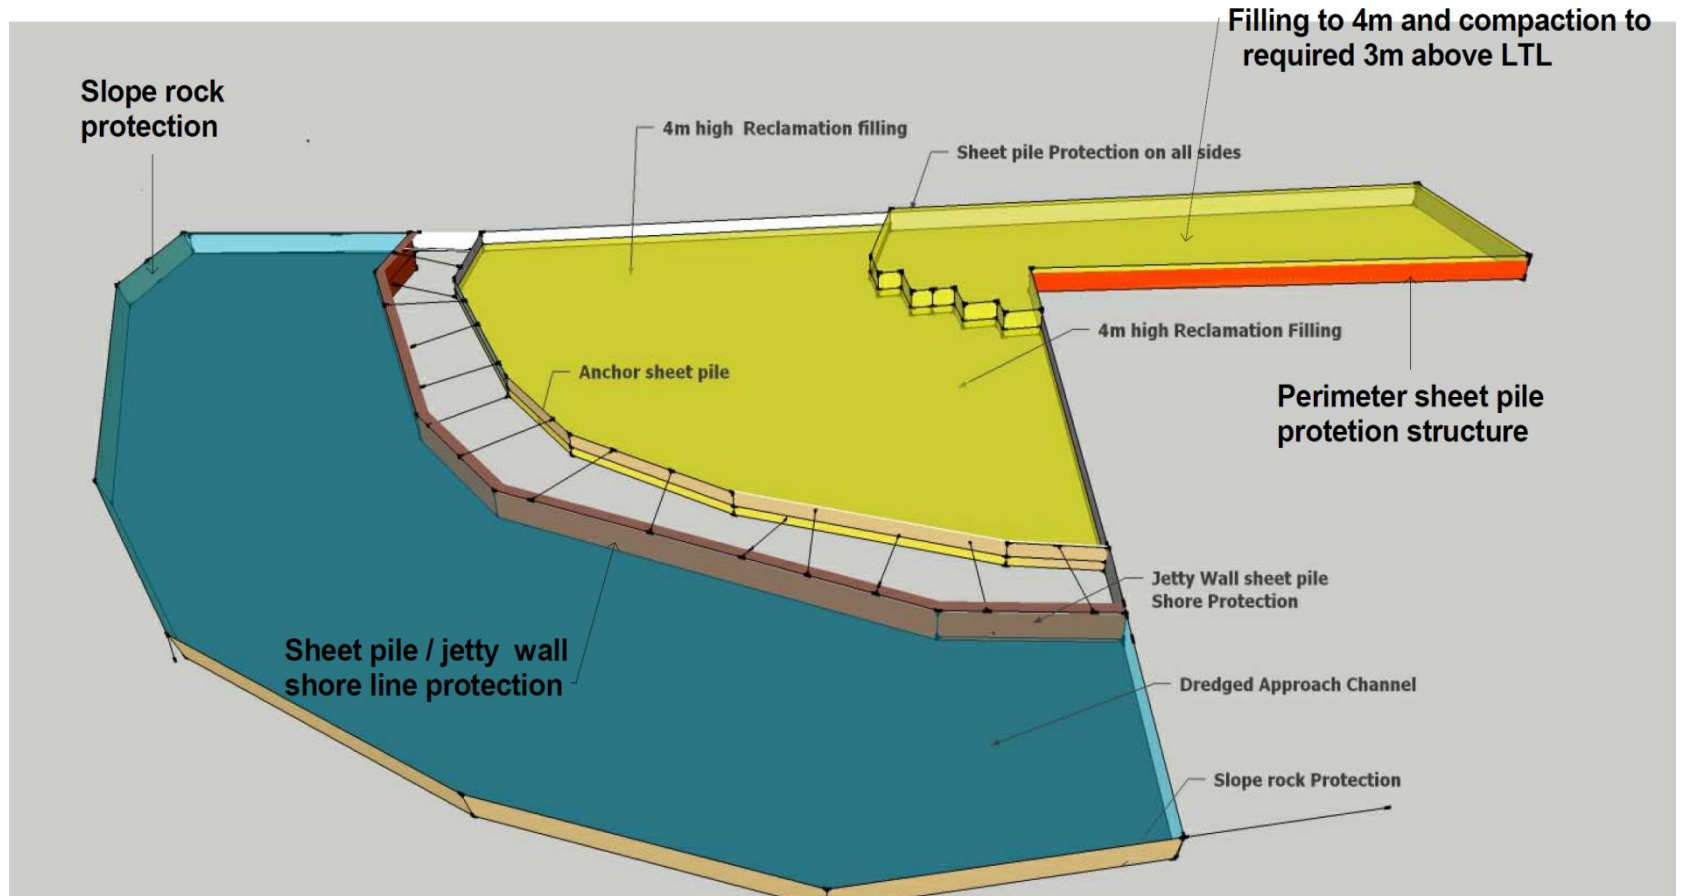 Filling to 4m and compaction to
required 3m above LTL
Slope rock
protection
4m high Reclamation filling
Sheet pile Protection on all sides
4m high Reclamation Filling
Anchor sheet pile
Perimeter sheet pile
protetion structure
Jetty Wall sheet pile
Shore Protection
Sheet pile / jetty wall
shore line protection
Dredged Approach Channel
Slope rock Protection